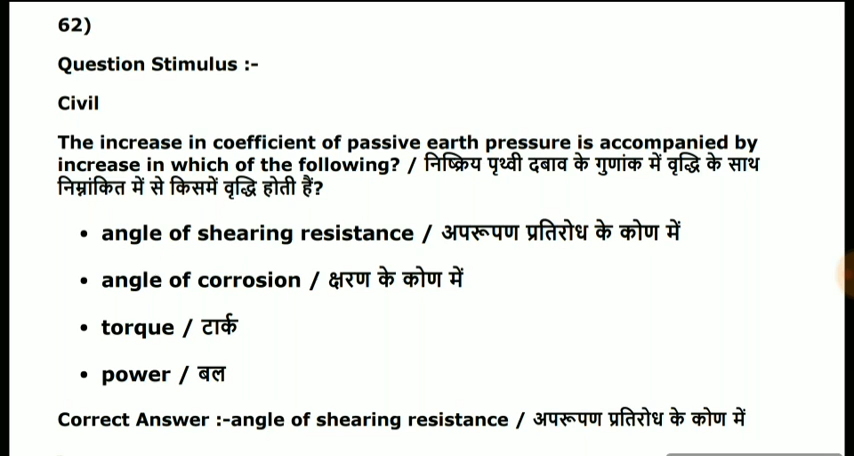 62)
Question Stimulus :-
Civil
The increase in coefficient of passive earth pressure is accompanied by
increase in which of the following? / निष्क्रिय पृथ्वी दबाव के गुणांक में वृद्धि के साथ
निम्नांकित में से किसमें वृद्धि होती हैं?
• angle of shearing resistance / अपरूपण प्रतिरोध के कोण में
• angle of corrosion / क्षरण के कोण में
• torque / टार्क
• power / बल
Correct Answer :-angle of shearing resistance / अपरूपण प्रतिरोध के कोण में